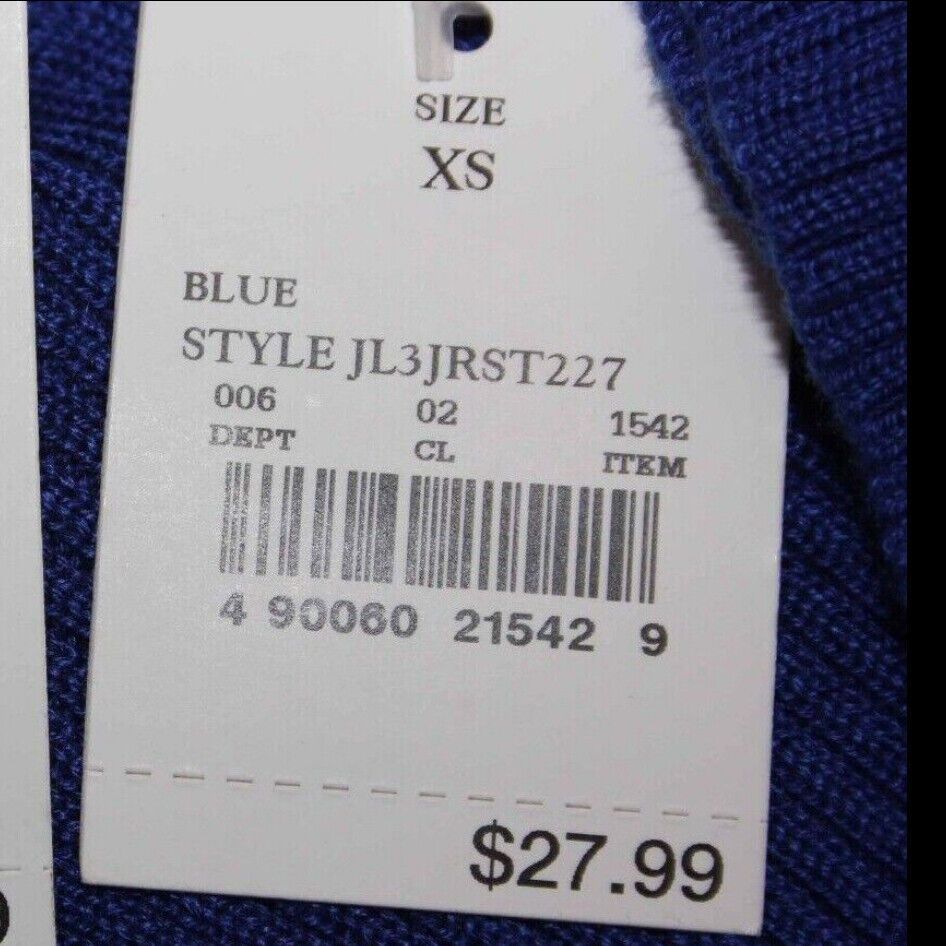 SIZE
XS
BLUE
STYLE JL3JRST227
006 02 1542
DEPT CL ITEM
4 90060 21542 9
$27.99